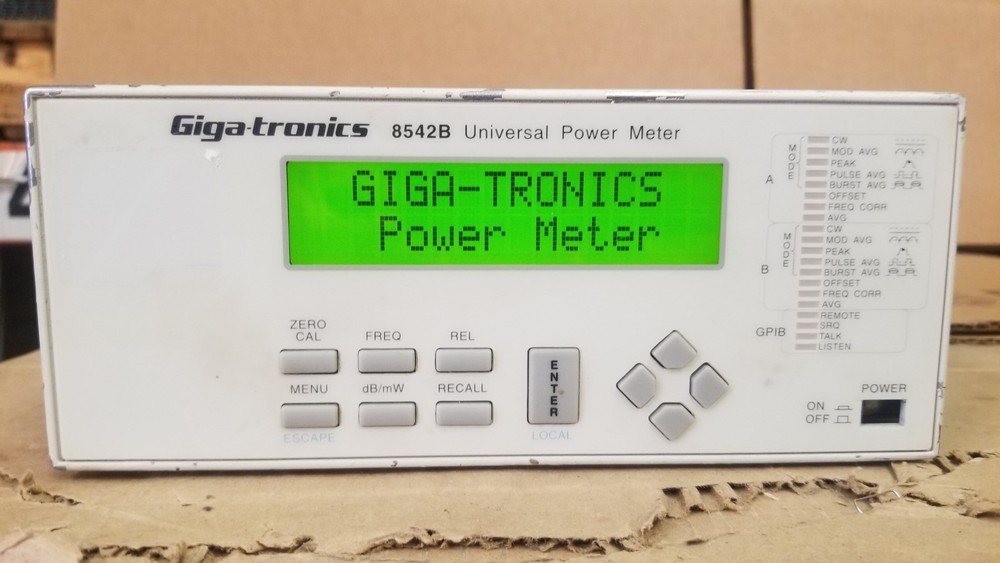 Giga-tronics 8542B Universal Power Meter
GIGA-TRONICS
Power Meter
ZERO
CAL
FREQ
REL
MENU
dB/mW
RECALL
ESCAPE
ENTER
LOCAL
A
MODE
CW
MOD AVG
PEAK
PULSE AVG
BURST AVG
OFFSET
FREQ CORR
AVG
B
MODE
CW
MOD AVG
PEAK
PULSE AVG
BURST AVG
OFFSET
FREQ CORR
AVG
GPIB
REMOTE
SRQ
TALK
LISTEN
POWER
ON
OFF